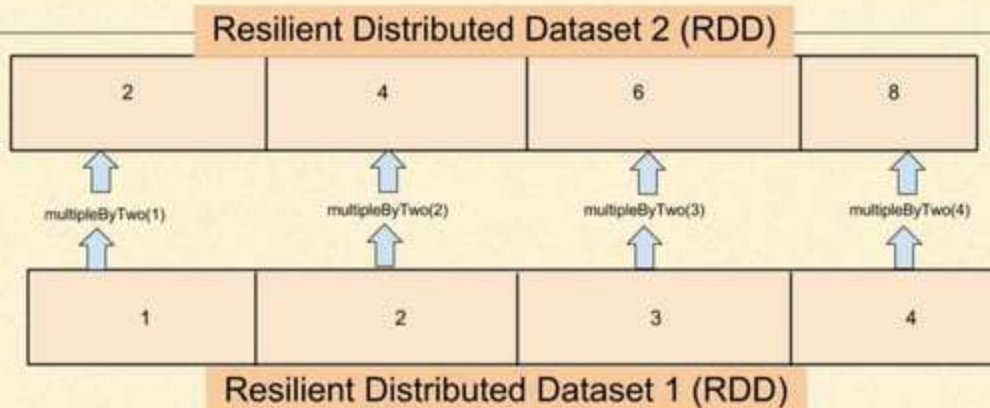 Resilient Distributed Dataset 2 (RDD)
2 4 6 8
multipleByTwo(1) multipleByTwo(2) multipleByTwo(3) multipleByTwo(4)
1 2 3 4
Resilient Distributed Dataset 1 (RDD)